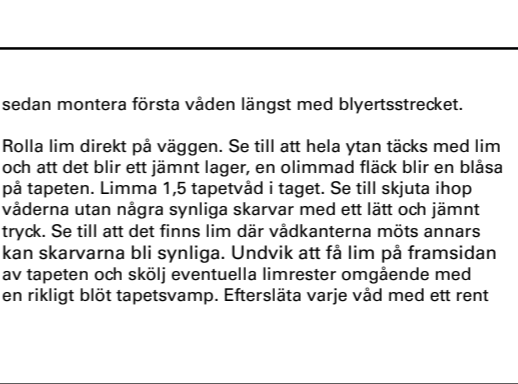 sedan montera första våden längst med blyertsstrecket.
Rolla lim direkt på väggen. Se till att hela ytan täcks med lim
och att det blir ett jämnt lager, en olimmad fläck blir en blåsa
på tapeten. Limma 1,5 tapetvåd i taget. Se till skjuta ihop
våderna utan några synliga skarvar med ett lätt och jämnt
tryck. Se till att det finns lim där vådkanterna möts annars
kan skarvarna bli synliga. Undvik att få lim på framsidan
av tapeten och skölj eventuella limrester omgående med
en rikligt blöt tapetsvamp. Eftersläta varje våd med ett rent